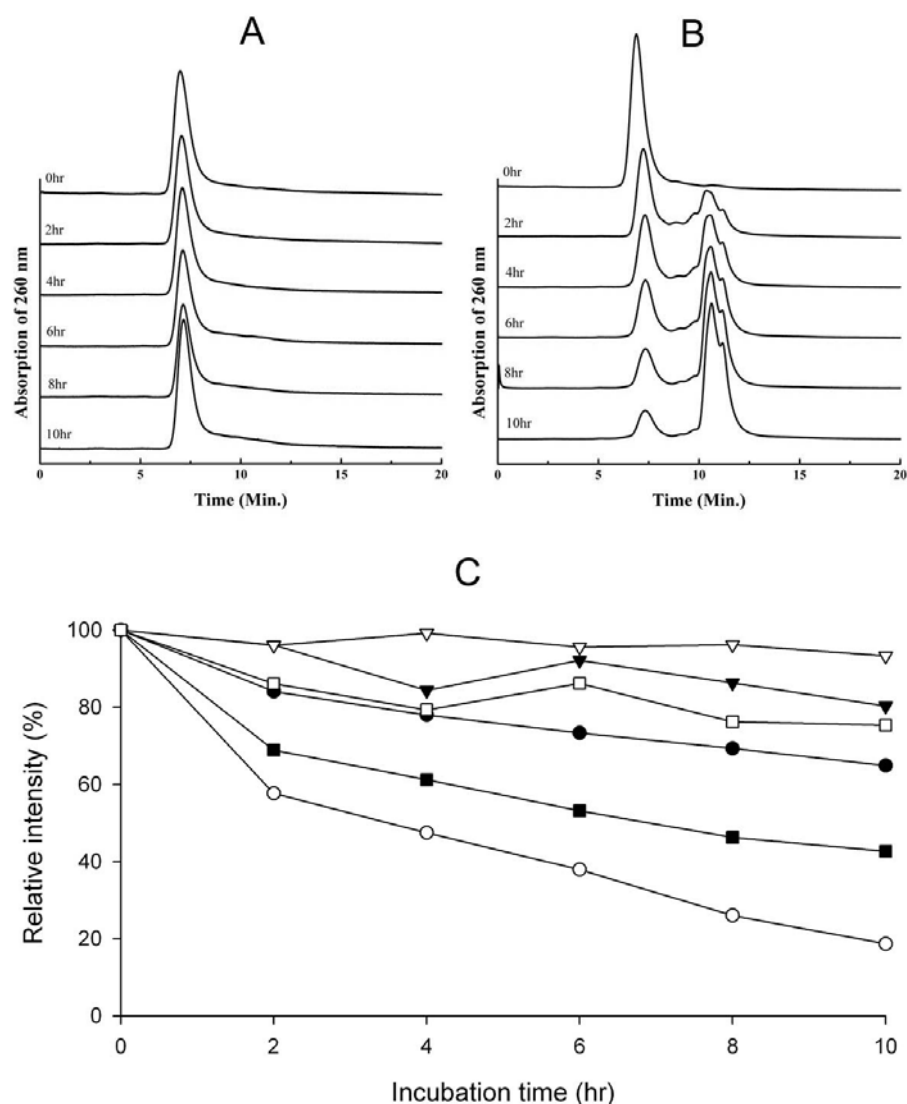 A
0hr
2hr
4hr
6hr
8hr
10hr
Absorption of 260 nm
0 5 10 15 20
Time (Min.)
B
0hr
2hr
4hr
6hr
8hr
10hr
Absorption of 260 nm
0 5 10 15 20
Time (Min.)
C
100
80
60
40
20
0
Relative intensity (%)
0 2 4 6 8 10
Incubation time (hr)